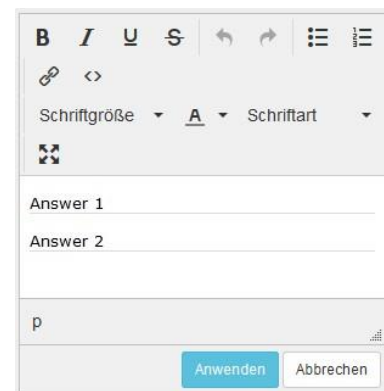 B I U S
Schriftgröße A Schriftart
Answer 1
Answer 2
p
Anwenden Abbrechen